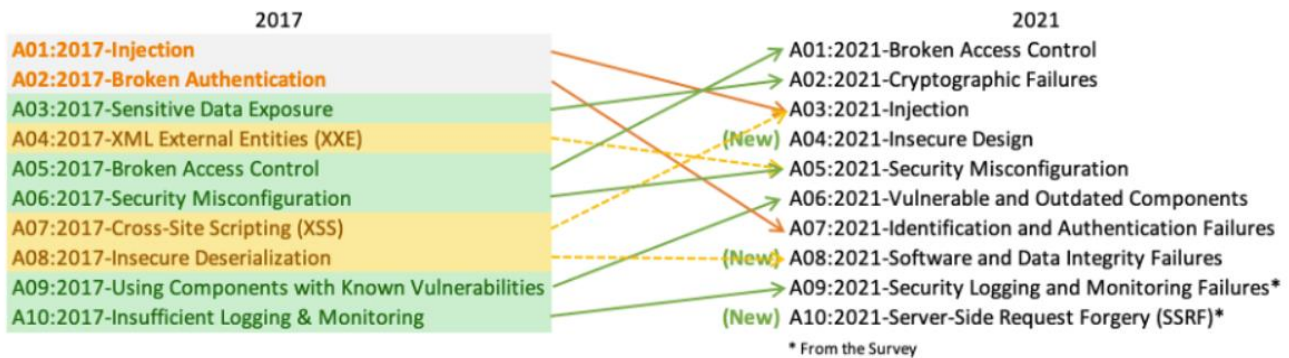 2017
2021
A01:2017-Injection
A02:2017-Broken Authentication
A03:2017-Sensitive Data Exposure
A04:2017-XML External Entities (XXE)
A05:2017-Broken Access Control
A06:2017-Security Misconfiguration
A07:2017-Cross-Site Scripting (XSS)
A08:2017-Insecure Deserialization
A09:2017-Using Components with Known Vulnerabilities
A10:2017-Insufficient Logging & Monitoring
A01:2021-Broken Access Control
A02:2021-Cryptographic Failures
A03:2021-Injection
(New) A04:2021-Insecure Design
A05:2021-Security Misconfiguration
A06:2021-Vulnerable and Outdated Components
A07:2021-Identification and Authentication Failures
(New) A08:2021-Software and Data Integrity Failures
A09:2021-Security Logging and Monitoring Failures*
(New) A10:2021-Server-Side Request Forgery (SSRF)*
* From the Survey